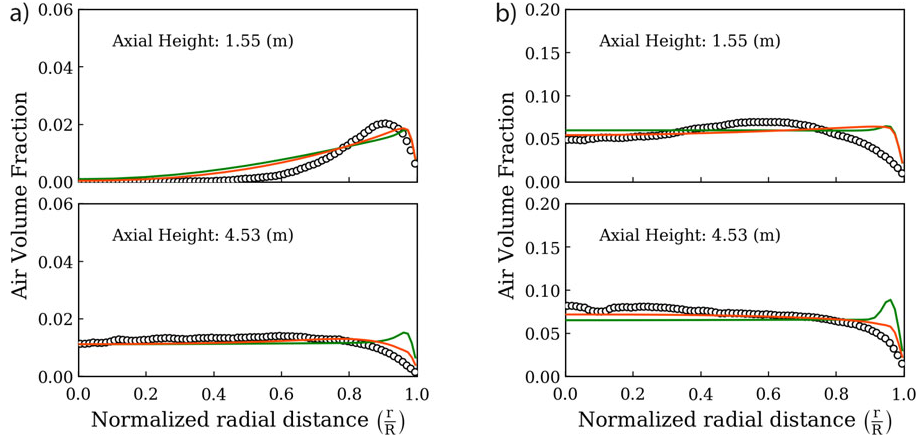 a)
Air Volume Fraction
0.06
0.04
0.02
0.00
Axial Height: 1.55 (m)
0.06
0.04
0.02
0.00
Axial Height: 4.53 (m)
0.0 0.2 0.4 0.6 0.8 1.0
Normalized radial distance (r/R)
b)
Air Volume Fraction
0.20
0.15
0.10
0.05
0.00
Axial Height: 1.55 (m)
0.20
0.15
0.10
0.05
0.00
Axial Height: 4.53 (m)
0.0 0.2 0.4 0.6 0.8 1.0
Normalized radial distance (r/R)